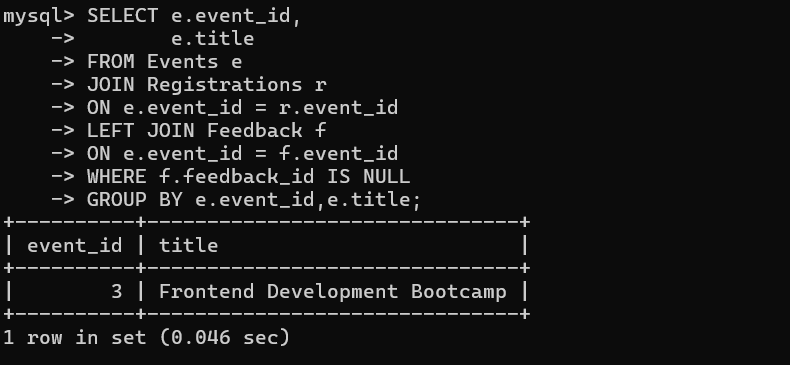 mysql> SELECT e.event_id,
    ->        e.title
    -> FROM Events e
    -> JOIN Registrations r
    -> ON e.event_id = r.event_id
    -> LEFT JOIN Feedback f
    -> ON e.event_id = f.event_id
    -> WHERE f.feedback_id IS NULL
    -> GROUP BY e.event_id,e.title;
+----------+-----------------------------+
| event_id | title                       |
+----------+-----------------------------+
|        3 | Frontend Development Bootcamp |
+----------+-----------------------------+
1 row in set (0.046 sec)